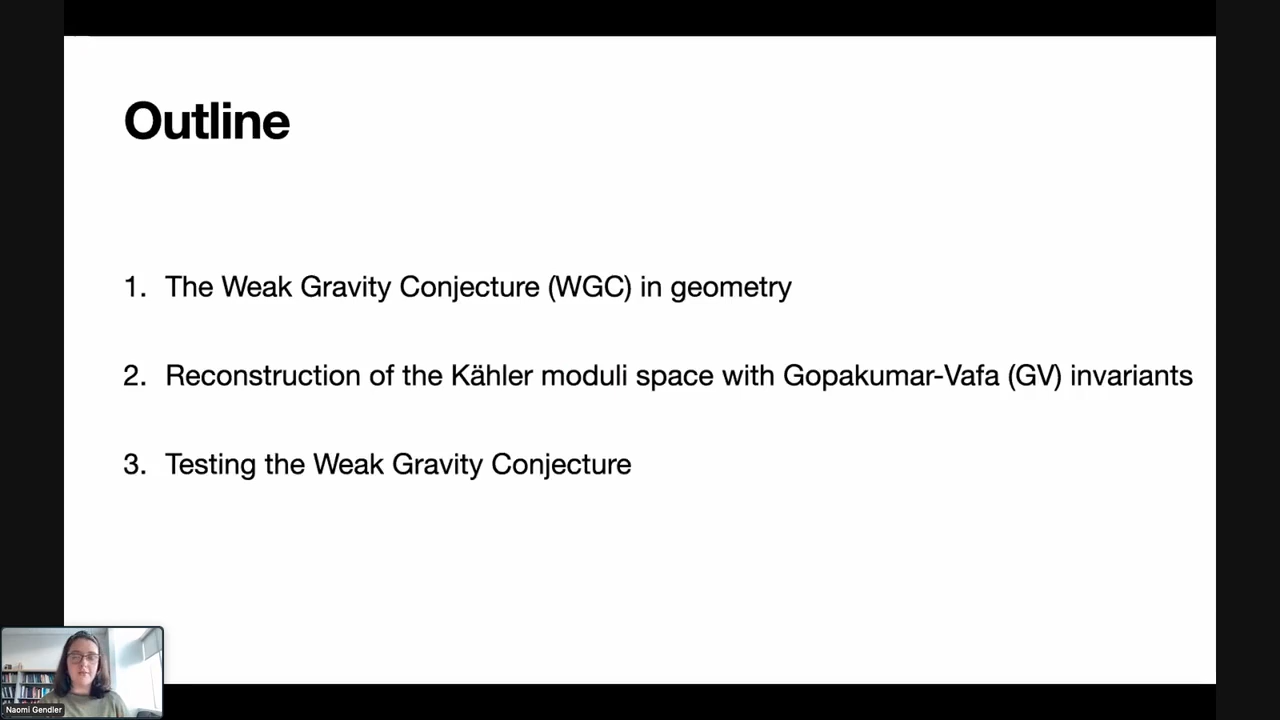 Outline
1. The Weak Gravity Conjecture (WGC) in geometry
2. Reconstruction of the Kähler moduli space with Gopakumar-Vafa (GV) invariants
3. Testing the Weak Gravity Conjecture
Naomi Gendler